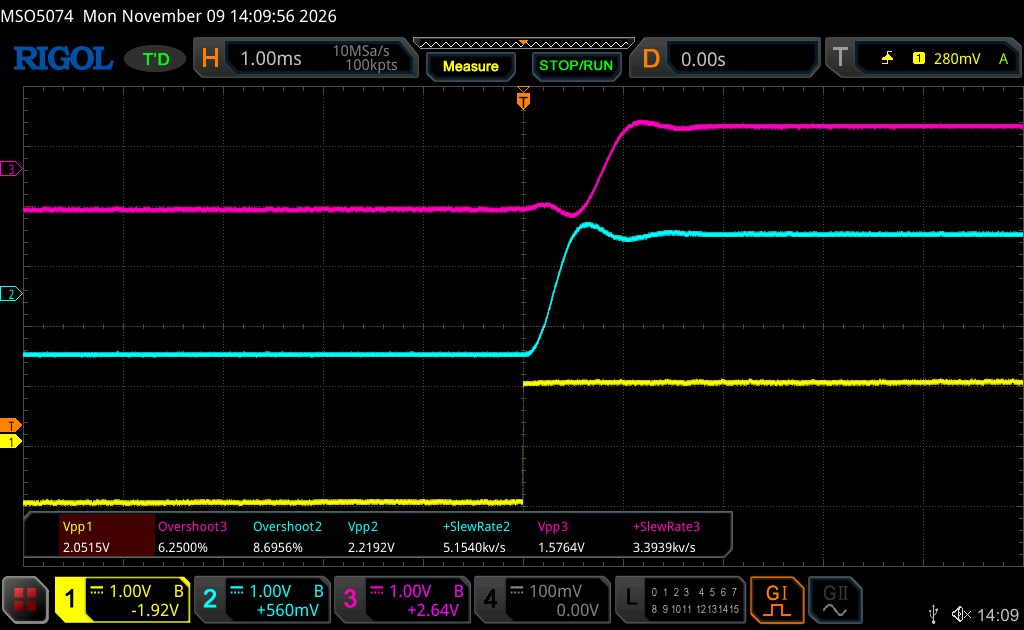 MSO5074 Mon November 09 14:09:56 2026
RIGOL T'D H 1.00ms 10MSa/s 100kpts Measure STOP/RUN D 0.00s T 1 280mV A
T
3
2
T
1
Vpp1 Overshoot3 Overshoot2 Vpp2 +SlewRate2 Vpp3 +SlewRate3
2.0515V 6.2500% 8.6956% 2.2192V 5.1540kv/s 1.5764V 3.3939kv/s
1 1.00V B -1.92V 2 1.00V B +560mV 3 1.00V B +2.64V 4 100mV 0.00V L 0 1 2 3 4 5 6 7 8 9 10 11 12 13 14 15 GI GII
14:09